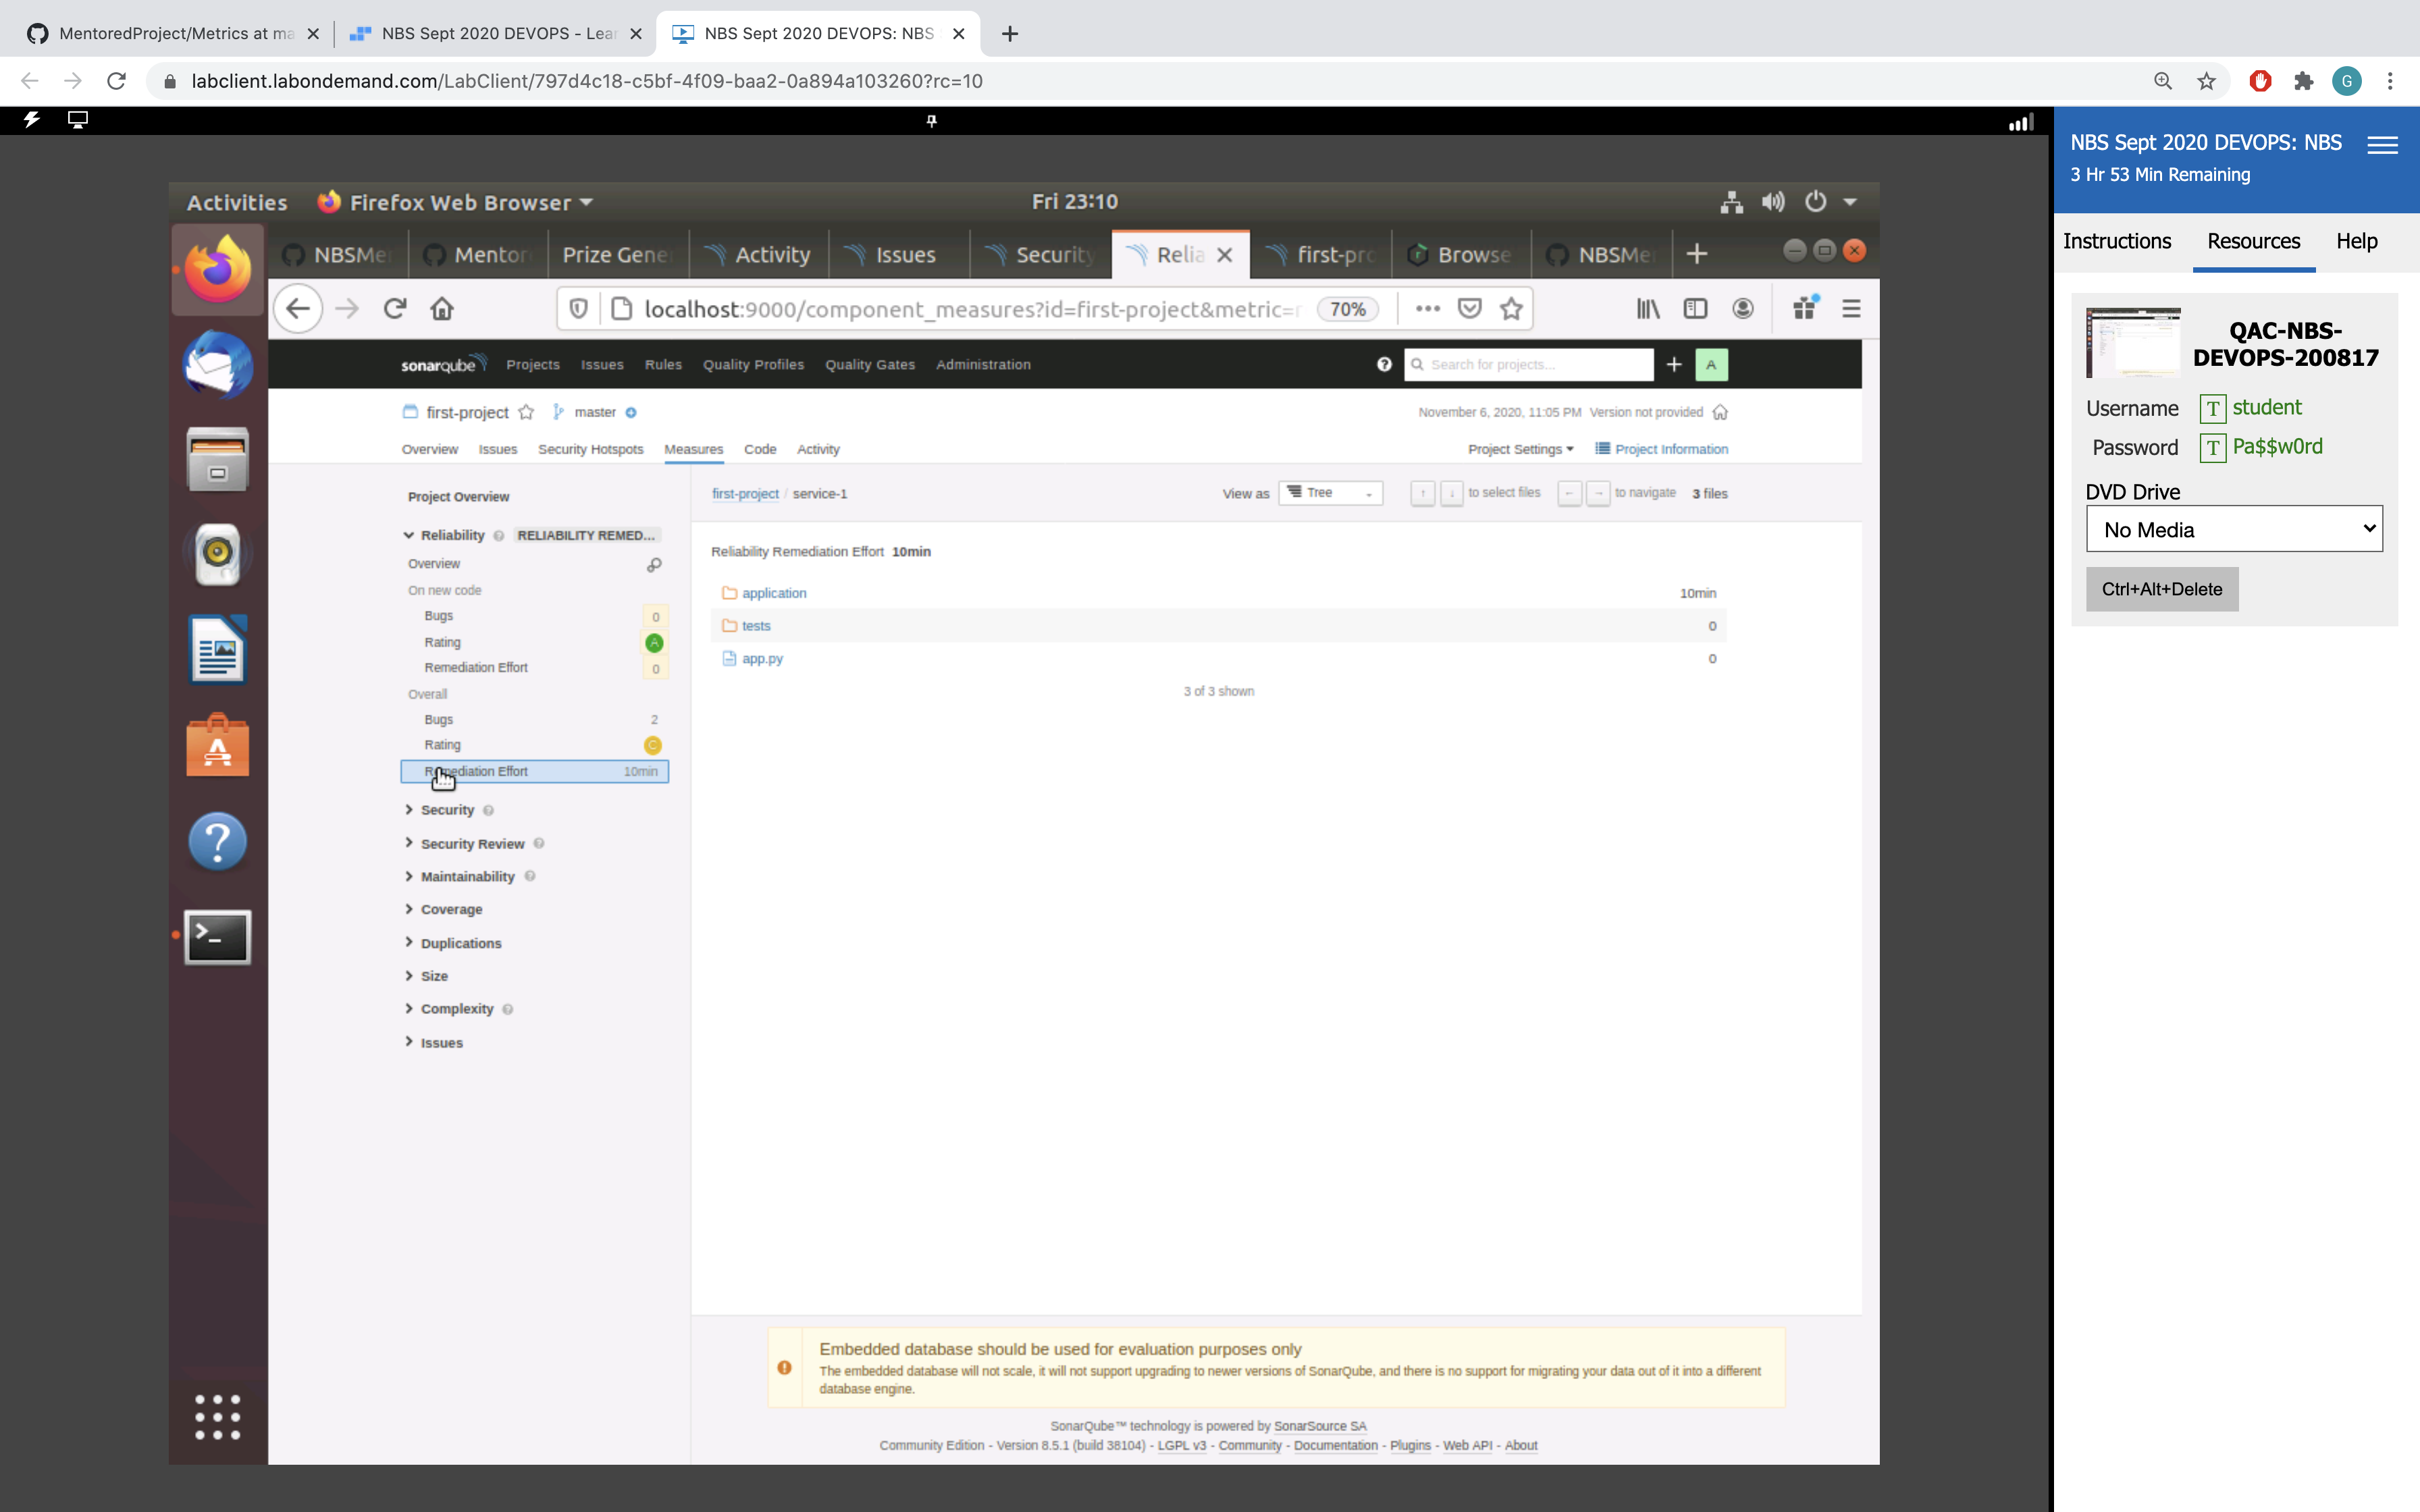 MentoredProject/Metrics at ma
NBS Sept 2020 DEVOPS - Lear
NBS Sept 2020 DEVOPS: NBS
labclient.labondemand.com/LabClient/797d4c18-c5bf-4f09-baa2-0a894a103260?rc=10
G
NBS Sept 2020 DEVOPS: NBS
3 Hr 53 Min Remaining
Instructions Resources Help
QAC-NBS-
DEVOPS-200817
Username T student
Password T Pa$$w0rd
DVD Drive
No Media
Ctrl+Alt+Delete
Activities Firefox Web Browser Fri 23:10
NBSMe Mentor Prize Gene Activity Issues Security Relia first-pro Browse NBSMe
localhost:9000/component_measures?id=first-project&metric=r 70%
sonarqube Projects Issues Rules Quality Profiles Quality Gates Administration Search for projects... A
first-project master November 6, 2020, 11:05 PM Version not provided
Overview Issues Security Hotspots Measures Code Activity Project Settings Project Information
Project Overview
Reliability RELIABILITY REMED...
Overview
On new code
Bugs 0
Rating A
Remediation Effort 0
Overall
Bugs 2
Rating C
Remediation Effort 10min
Security
Security Review
Maintainability
Coverage
Duplications
Size
Complexity
Issues
first-project / service-1 View as Tree ↑ ↓ to select files ← → to navigate 3 files
Reliability Remediation Effort 10min
application 10min
tests 0
app.py 0
3 of 3 shown
Embedded database should be used for evaluation purposes only
The embedded database will not scale, it will not support upgrading to newer versions of SonarQube, and there is no support for migrating your data out of it into a different
database engine.
SonarQube™ technology is powered by SonarSource SA
Community Edition - Version 8.5.1 (build 38104) - LGPL v3 - Community - Documentation - Plugins - Web API - About